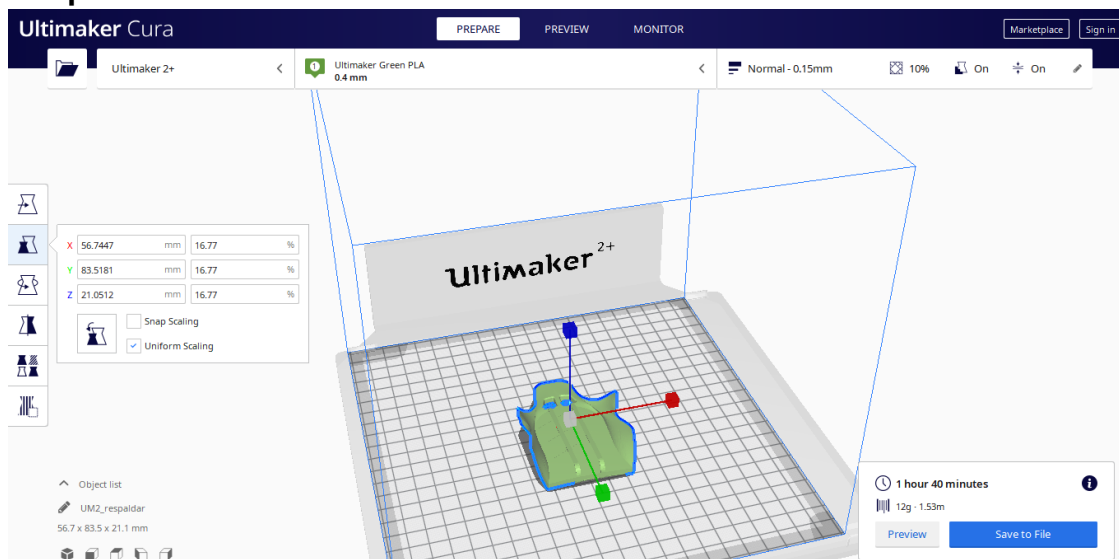 Ultimaker Cura
PREPARE
PREVIEW
MONITOR
Marketplace
Sign in
Ultimaker 2+
1
Ultimaker Green PLA
0.4 mm
Normal - 0.15mm
10%
On
On
X 56.7447 mm 16.77 %
Y 83.5181 mm 16.77 %
Z 21.0512 mm 16.77 %
Snap Scaling
Uniform Scaling
Ultimaker 2+
Object list
UM2_respaldar
56.7 x 83.5 x 21.1 mm
1 hour 40 minutes
12g · 1.53m
Preview
Save to File